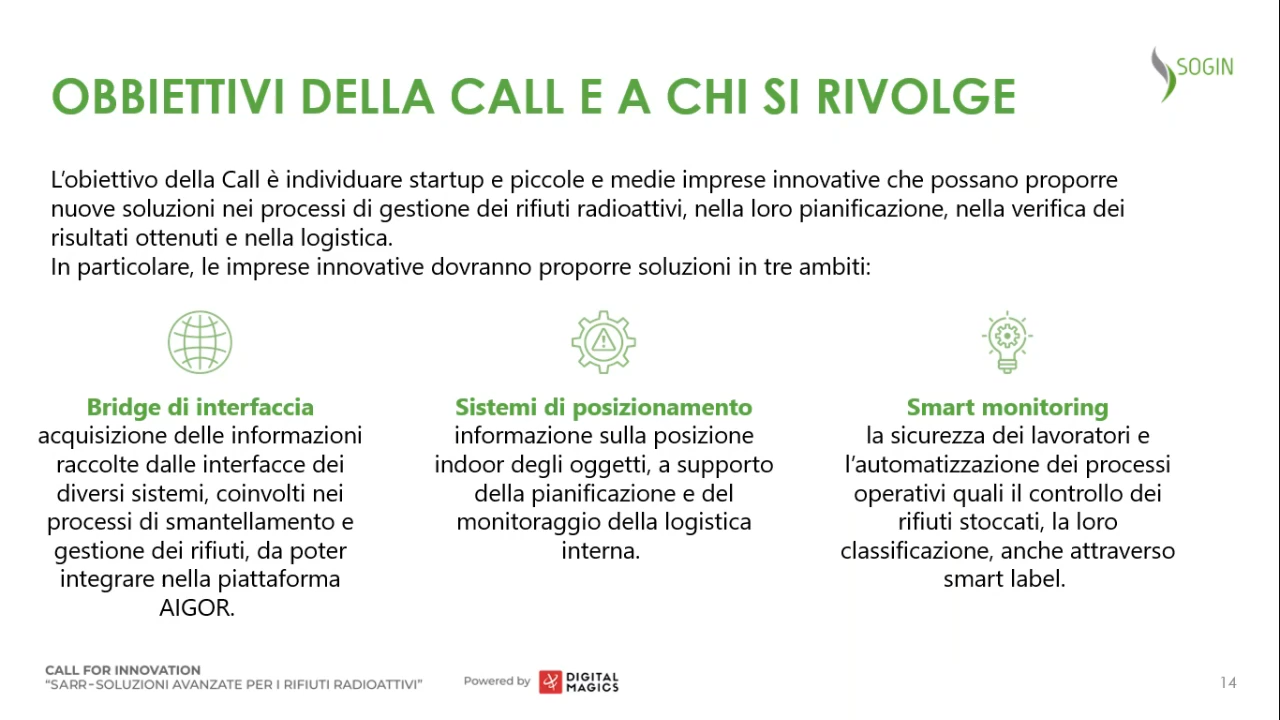 SOGIN
OBBIETTIVI DELLA CALL E A CHI SI RIVOLGE
L'obiettivo della Call è individuare startup e piccole e medie imprese innovative che possano proporre
nuove soluzioni nei processi di gestione dei rifiuti radioattivi, nella loro pianificazione, nella verifica dei
risultati ottenuti e nella logistica.
In particolare, le imprese innovative dovranno proporre soluzioni in tre ambiti:
Bridge di interfaccia
acquisizione delle informazioni
raccolte dalle interfacce dei
diversi sistemi, coinvolti nei
processi di smantellamento e
gestione dei rifiuti, da poter
integrare nella piattaforma
AIGOR.
Sistemi di posizionamento
informazione sulla posizione
indoor degli oggetti, a supporto
della pianificazione e del
monitoraggio della logistica
interna.
Smart monitoring
la sicurezza dei lavoratori e
l'automatizzazione dei processi
operativi quali il controllo dei
rifiuti stoccati, la loro
classificazione, anche attraverso
smart label.
CALL FOR INNOVATION
"SARR-SOLUZIONI AVANZATE PER I RIFIUTI RADIOATTIVI"
Powered by
DIGITAL
MAGICS
14